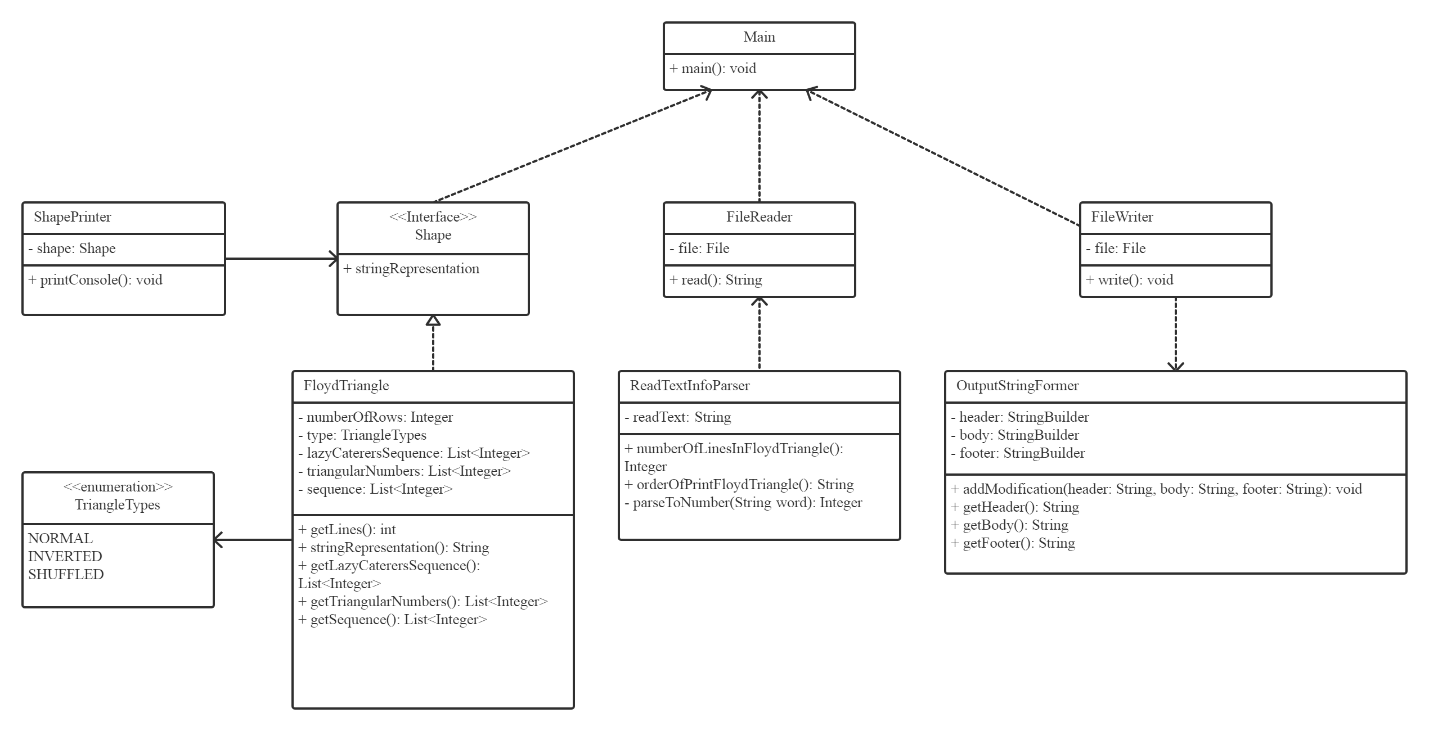 Main
+ main(): void
ShapePrinter
- shape: Shape
+ printConsole(): void
<<Interface>>
Shape
+ stringRepresentation
FileReader
- file: File
+ read(): String
FileWriter
- file: File
+ write(): void
FloydTriangle
- numberOfRows: Integer
- type: TriangleTypes
- lazyCaterersSequence: List<Integer>
- triangularNumbers: List<Integer>
- sequence: List<Integer>
+ getLines(): int
+ stringRepresentation(): String
+ getLazyCaterersSequence():
List<Integer>
+ getTriangularNumbers(): List<Integer>
+ getSequence(): List<Integer>
ReadTextInfoParser
- readText: String
+ numberOfLinesInFloydTriangle():
Integer
+ orderOfPrintFloydTriangle(): String
- parseToNumber(String word): Integer
OutputStringFormer
- header: StringBuilder
- body: StringBuilder
- footer: StringBuilder
+ addModification(header: String, body: String, footer: String): void
+ getHeader(): String
+ getBody(): String
+ getFooter(): String
<<enumeration>>
TriangleTypes
NORMAL
INVERTED
SHUFFLED